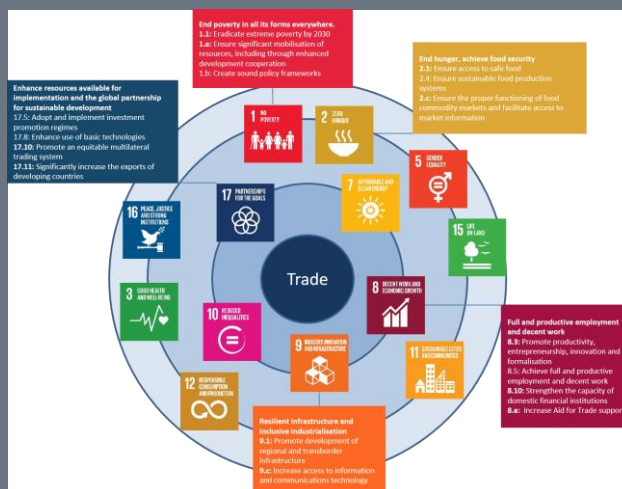 End poverty in all its forms everywhere.
1.1: Eradicate extreme poverty by 2030
1.a: Ensure significant mobilisation of
resources, including through enhanced
development cooperation
1.b: Create sound policy frameworks
End hunger, achieve food security
2.1: Ensure access to safe food
2.4: Ensure sustainable food production
systems
2.c: Ensure the proper functioning of food
commodity markets and facilitate access to
market information
Enhance resources available for
implementation and the global partnership
for sustainable development
17.5: Adopt and implement investment
promotion regimes
17.8: Enhance use of basic technologies
17.10: Promote an equitable multilateral
trading system
17.11: Significantly increase the exports of
developing countries
1 NO
POVERTY
2 ZERO
HUNGER
5 GENDER
EQUALITY
7 AFFORDABLE AND
CLEAN ENERGY
17 PARTNERSHIPS
FOR THE GOALS
16 PEACE, JUSTICE
AND STRONG
INSTITUTIONS
15 LIFE
ON LAND
Trade
3 GOOD HEALTH
AND WELL-BEING
8 DECENT WORK AND
ECONOMIC GROWTH
10 REDUCED
INEQUALITIES
9 INDUSTRY, INNOVATION
AND INFRASTRUCTURE
11 SUSTAINABLE CITIES
AND COMMUNITIES
12 RESPONSIBLE
CONSUMPTION
AND PRODUCTION
Full and productive employment
and decent work
8.3: Promote productivity,
entrepreneurship, innovation and
formalisation
8.5: Achieve full and productive
employment and decent work
8.10: Strengthen the capacity of
domestic financial institutions
8.a: Increase Aid for Trade support
Resilient infrastructure and
inclusive industrialisation
9.1: Promote development of
regional and transborder
infrastructure
9.c: Increase access to information
and communications technology